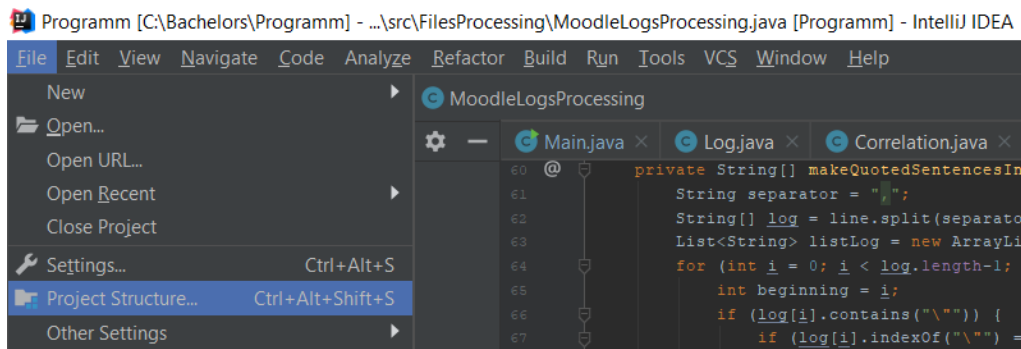 Programm [C:\Bachelors\Programm] - ...\src\FilesProcessing\MoodleLogsProcessing.java [Programm] - IntelliJ IDEA
File Edit View Navigate Code Analyze Refactor Build Run Tools VCS Window Help
New
Open...
Open URL...
Open Recent
Close Project
Settings... Ctrl+Alt+S
Project Structure... Ctrl+Alt+Shift+S
Other Settings
MoodleLogsProcessing
Main.java Log.java Correlation.java
60 @ private String[] makeQuotedSentencesIn
61 String separator = ",";
62 String[] log = line.split(separato
63 List<String> listLog = new ArrayLi
64 for (int i = 0; i < log.length-1;
65 int beginning = i;
66 if (log[i].contains("\"")) {
67 if (log[i].indexOf("\"") =